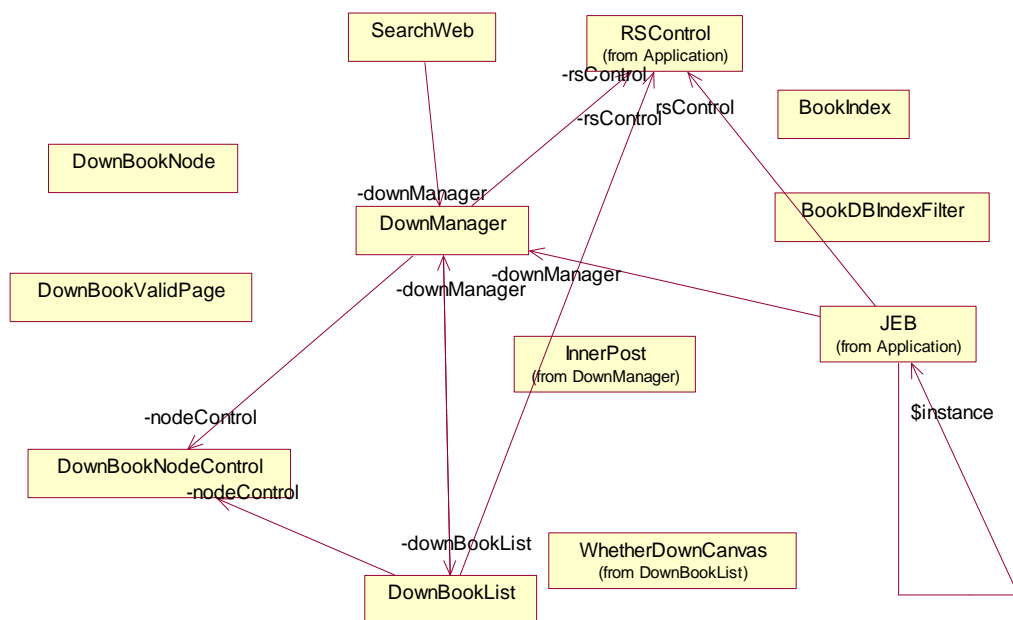 SearchWeb
RSControl
(from Application)
-rsControl
rsControl
-rsControl
BookIndex
DownBookNode
-downManager
DownManager
BookDBIndexFilter
-downManager
-downManager
DownBookValidPage
JEB
(from Application)
InnerPost
(from DownManager)
$instance
-nodeControl
DownBookNodeControl
-nodeControl
-downBookList
WhetherDownCanvas
(from DownBookList)
DownBookList